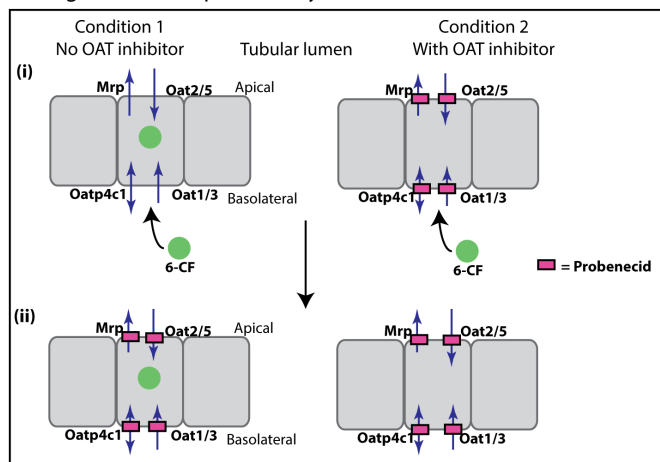 Condition 1
No OAT inhibitor
Tubular lumen
Condition 2
With OAT inhibitor
(i)
Mrp
Oat2/5
Apical
Mrp
Oat2/5
Oatp4c1
Oat1/3
Basolateral
Oatp4c1
Oat1/3
6-CF
6-CF
= Probenecid
(ii)
Mrp
Oat2/5
Apical
Mrp
Oat2/5
Oatp4c1
Oat1/3
Basolateral
Oatp4c1
Oat1/3